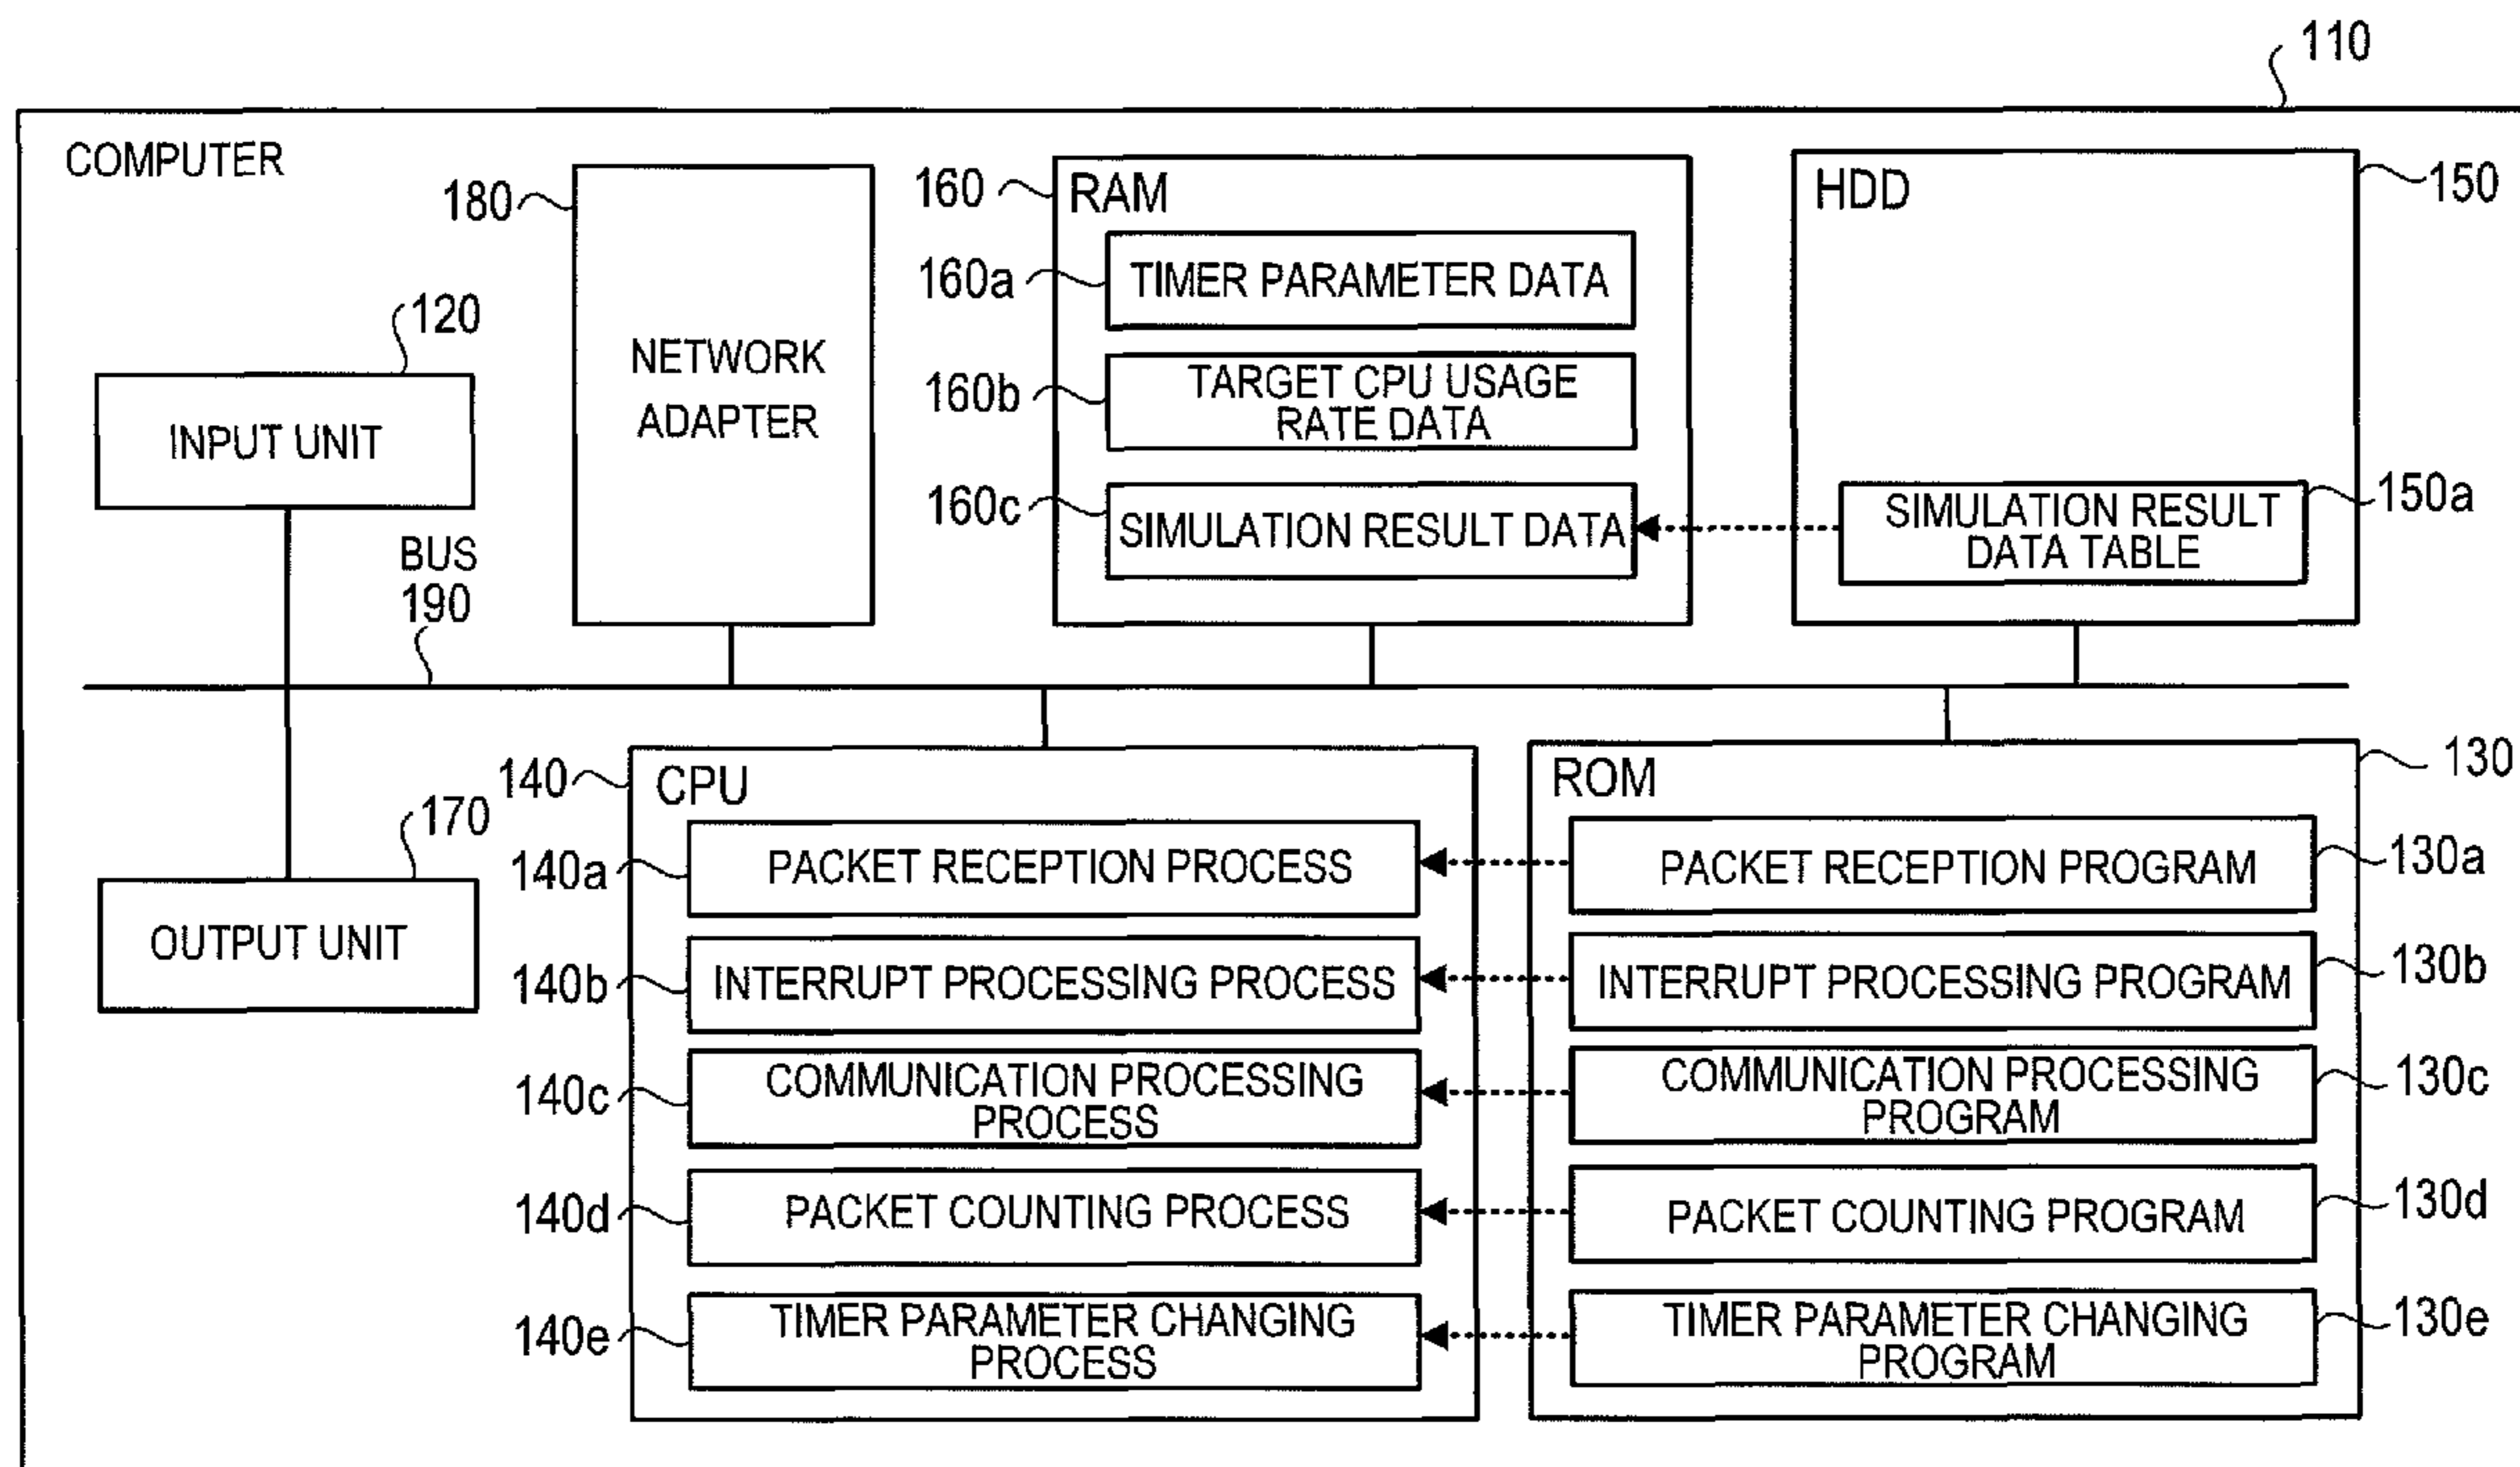 110
COMPUTER
180
NETWORK
ADAPTER
160
RAM
160a
TIMER PARAMETER DATA
160b
TARGET CPU USAGE
RATE DATA
160c
SIMULATION RESULT DATA
HDD
150
150a
SIMULATION RESULT
DATA TABLE
120
INPUT UNIT
BUS
190
170
OUTPUT UNIT
140
CPU
140a
PACKET RECEPTION PROCESS
140b
INTERRUPT PROCESSING PROCESS
140c
COMMUNICATION PROCESSING
PROCESS
140d
PACKET COUNTING PROCESS
140e
TIMER PARAMETER CHANGING
PROCESS
ROM
130
PACKET RECEPTION PROGRAM
130a
INTERRUPT PROCESSING PROGRAM
130b
COMMUNICATION PROCESSING
PROGRAM
130c
PACKET COUNTING PROGRAM
130d
TIMER PARAMETER CHANGING
PROGRAM
130e